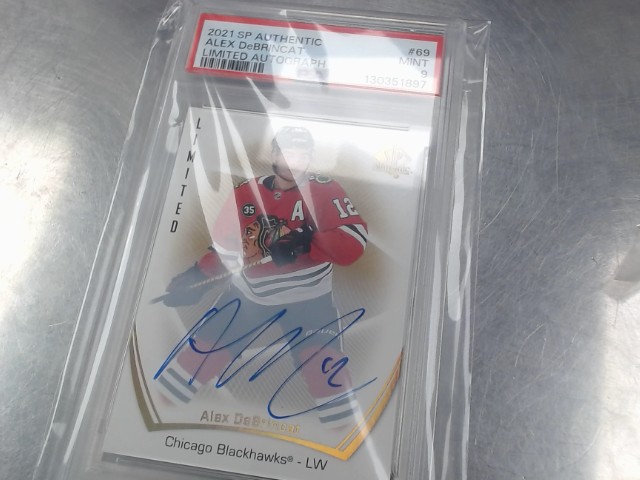 2021 SP AUTHENTIC #69
ALEX DeBRINCAT MINT
LIMITED AUTOGRAPH 9
130351897
LIMITED
35
A
12
12
Alex DeBrincat
Chicago Blackhawks® - LW